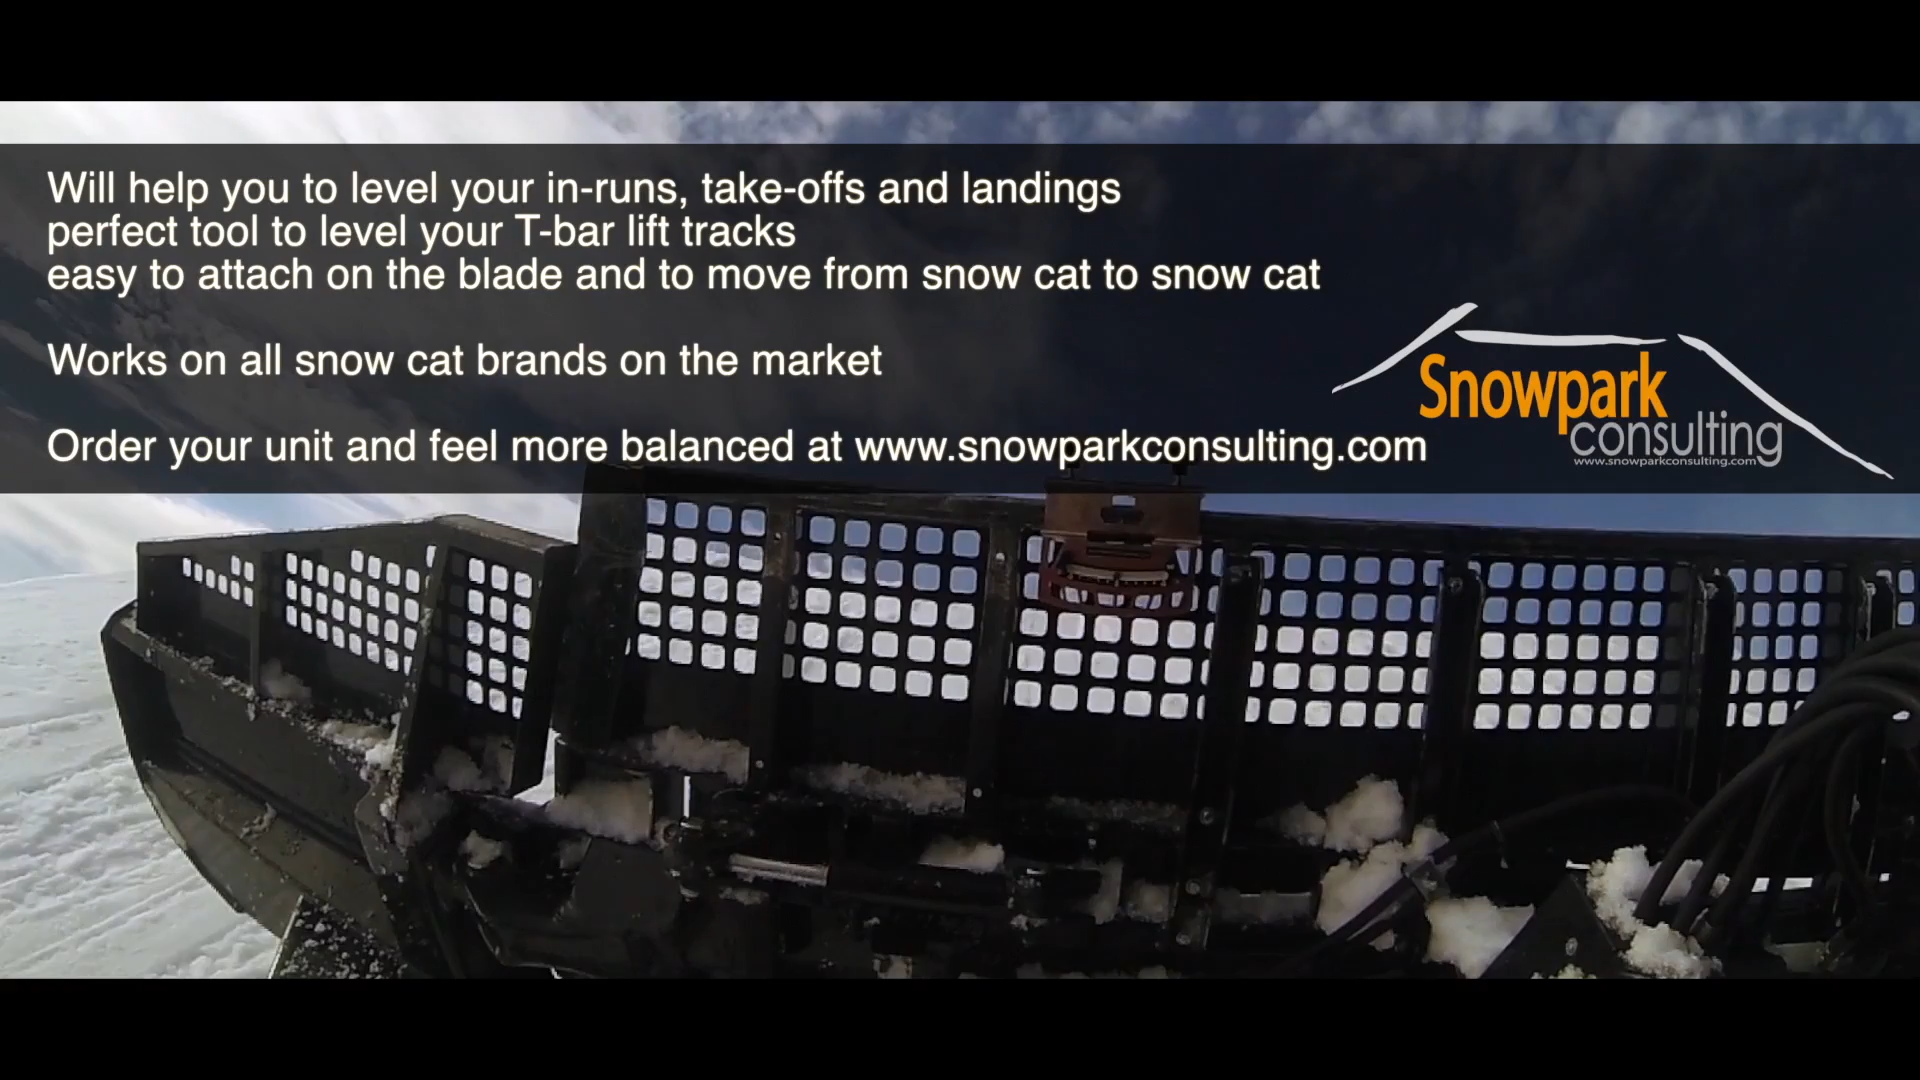 Will help you to level your in-runs, take-offs and landings
perfect tool to level your T-bar lift tracks
easy to attach on the blade and to move from snow cat to snow cat
Works on all snow cat brands on the market
Order your unit and feel more balanced at www.snowparkconsulting.com
Snowpark
consulting
www.snowparkconsulting.com